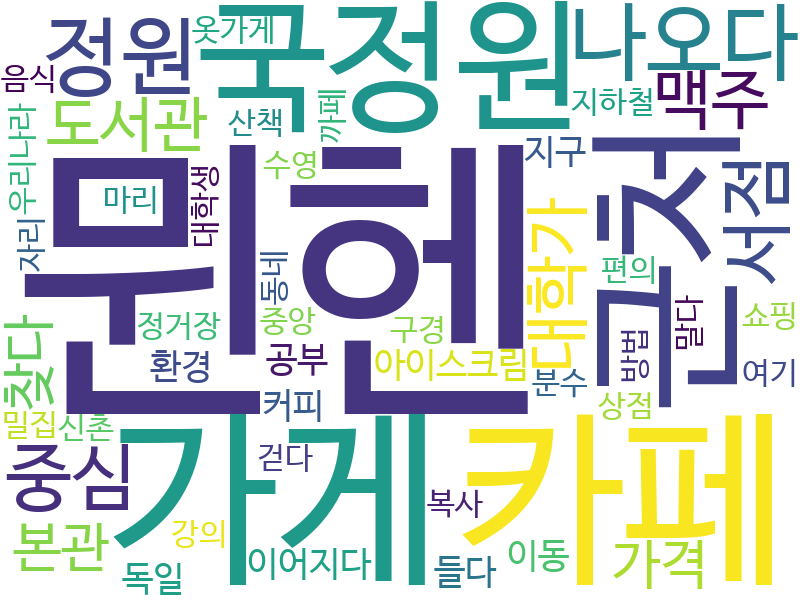 옷가게
국정원
나오다
정원
음식
맥주
지하철
까페
도서관
산책
우리나라
뮌헨
수영
지구
근처
서점
대학생
마리
자리
대학가
편의
동네
정거장
중앙
구경
말다
쇼핑
찾다
환경
공부
아이스크림
방법
분수
여기
커피
상점
밀집
신촌
가게
카페
중심
걷다
복사
본관
강의
이어지다
이동
가격
독일
들다